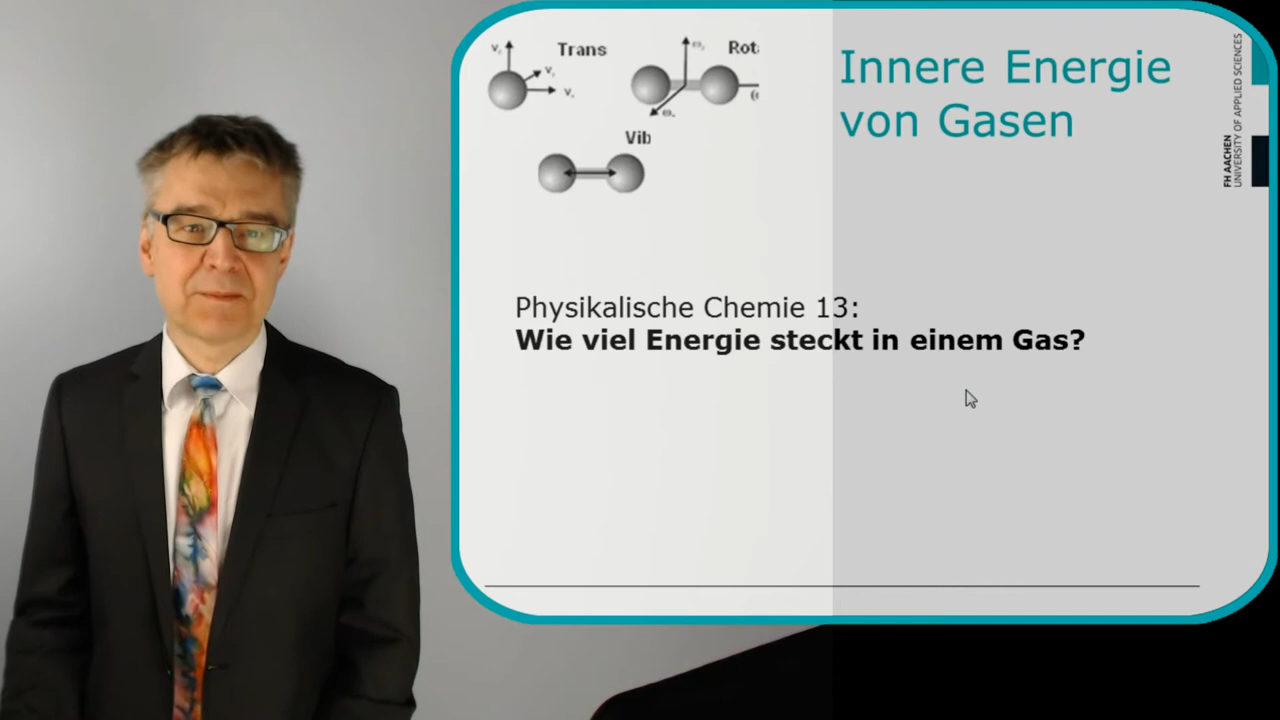 Trans
Rot
Vib
Innere Energie
von Gasen
FH AACHEN
UNIVERSITY OF APPLIED SCIENCES
Physikalische Chemie 13:
Wie viel Energie steckt in einem Gas?